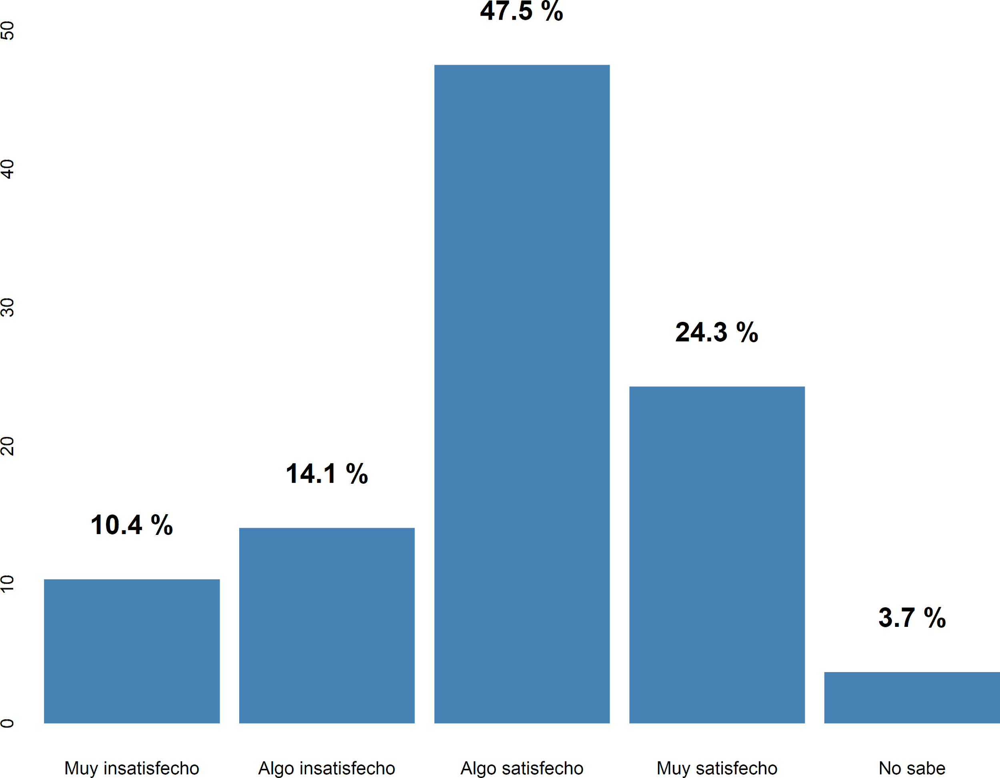 47.5 %
50
40
30
24.3 %
20
14.1 %
10.4 %
10
3.7 %
0
Muy insatisfecho
Algo insatisfecho
Algo satisfecho
Muy satisfecho
No sabe